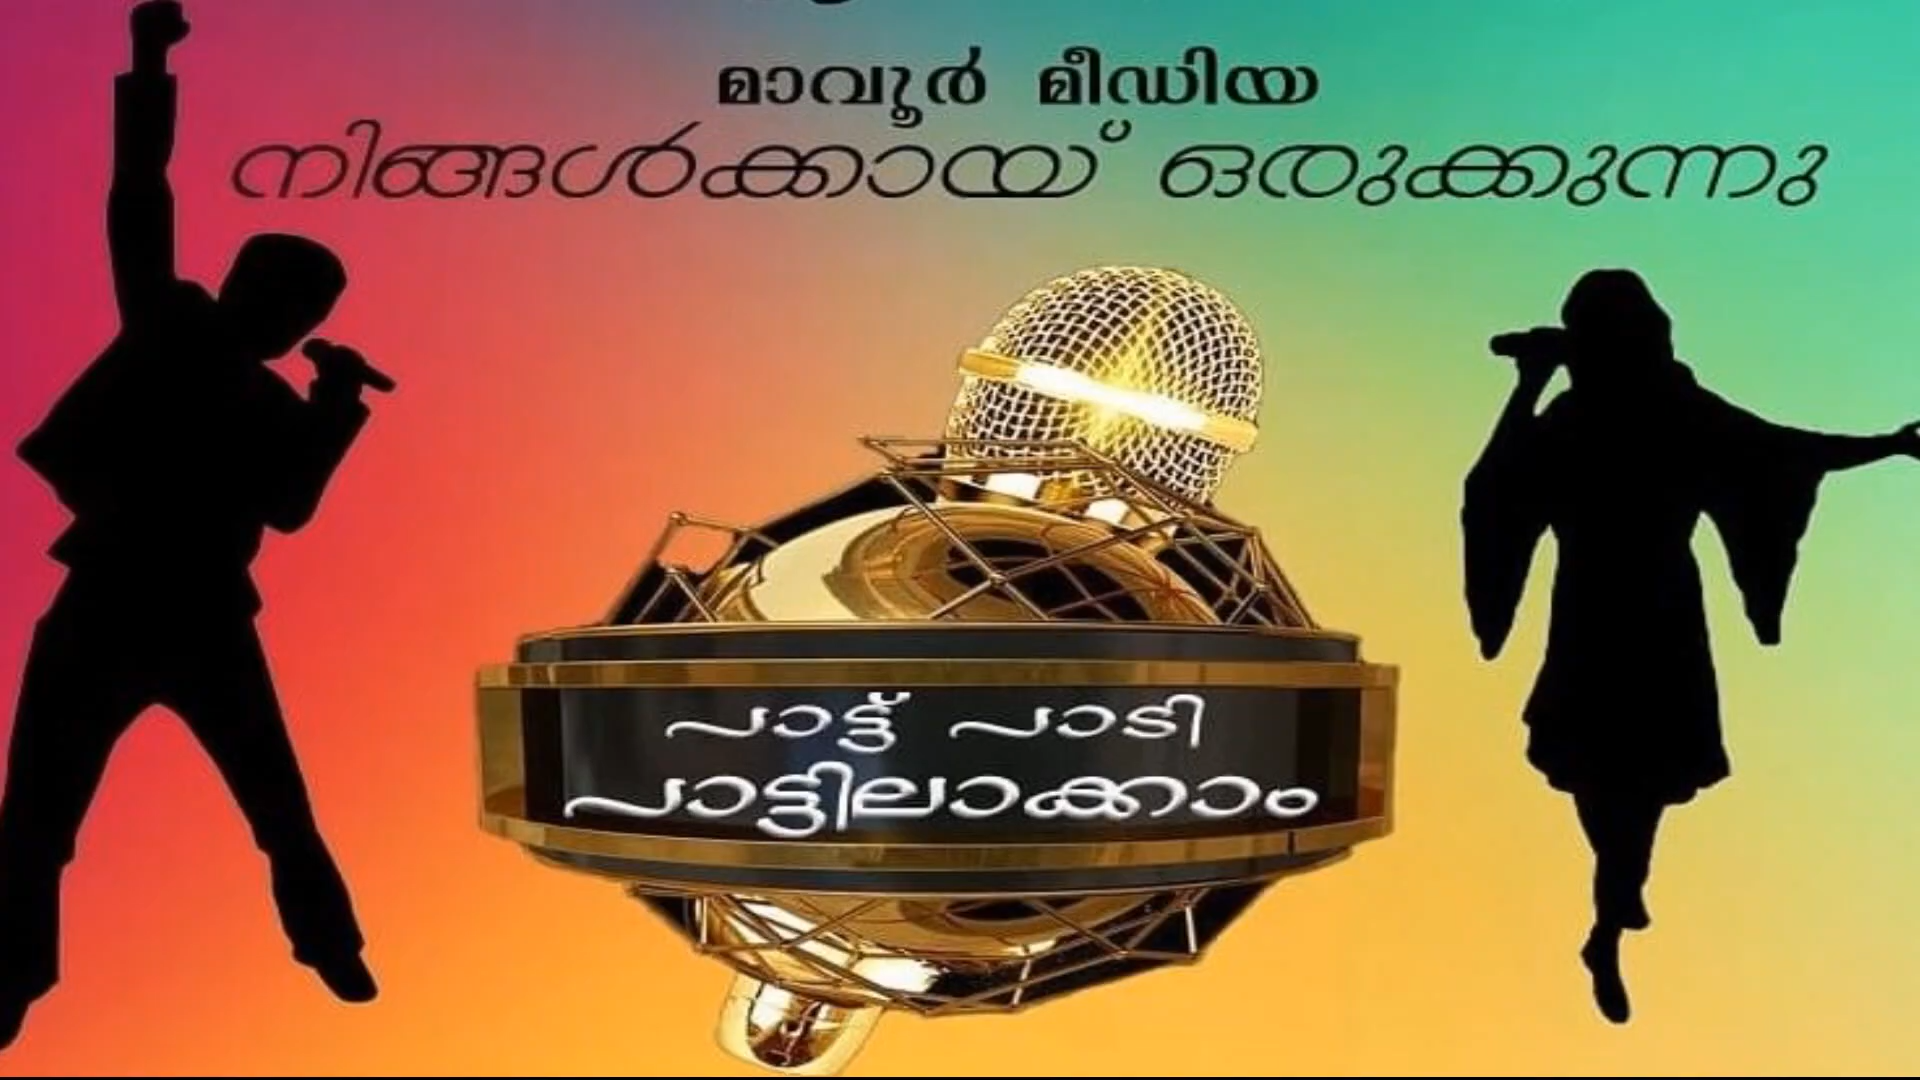 മാവൂർ മീഡിയ
നിങ്ങൾക്കായ് ഒരുക്കുന്നു
പാട്ട് പാടി
പാട്ടിലാക്കാം